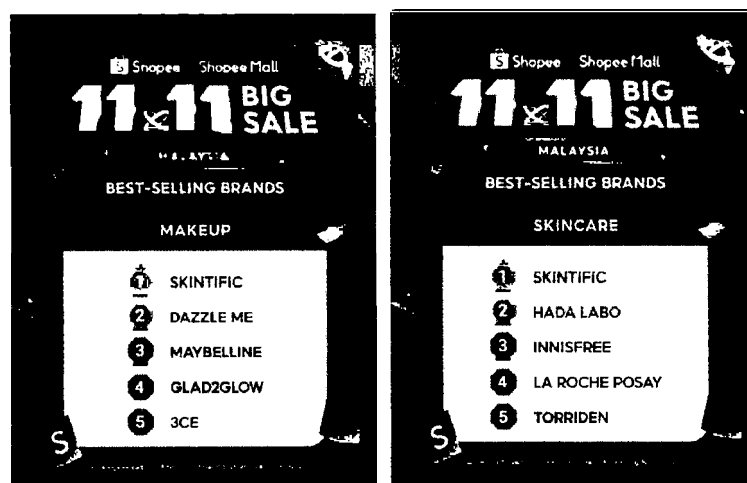 Shopee Shopee Mall
11 x 11 BIG
SALE
MALAYSIA
BEST-SELLING BRANDS
MAKEUP
1 SKINTIFIC
2 DAZZLE ME
3 MAYBELLINE
4 GLAD2GLOW
5 3CE
Shopee Shopee Mall
11 x 11 BIG
SALE
MALAYSIA
BEST-SELLING BRANDS
SKINCARE
1 SKINTIFIC
2 HADA LABO
3 INNISFREE
4 LA ROCHE POSAY
5 TORRIDEN